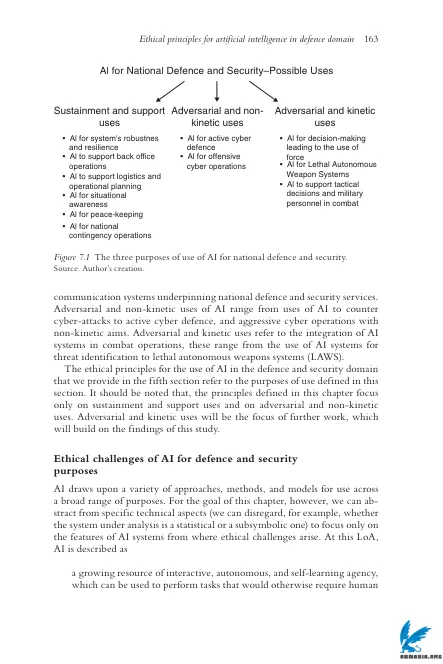 Ethical principles for artificial intelligence in defence domain 163
AI for National Defence and Security–Possible Uses
Sustainment and support
uses
• AI for system's robustnes
and resilience
• AI to support back office
operations
• AI to support logistics and
operational planning
• AI for situational
awareness
• AI for peace-keeping
• AI for national
contingency operations
Adversarial and non-
kinetic uses
• AI for active cyber
defence
• AI for offensive
cyber operations
Adversarial and kinetic
uses
• AI for decision-making
leading to the use of
force
• AI for Lethal Autonomous
Weapon Systems
• AI to support tactical
decisions and military
personnel in combat
Figure 7.1 The three purposes of use of AI for national defence and security.
Source: Author's creation.
communication systems underpinning national defence and security services.
Adversarial and non-kinetic uses of AI range from uses of AI to counter
cyber-attacks to active cyber defence, and aggressive cyber operations with
non-kinetic aims. Adversarial and kinetic uses refer to the integration of AI
systems in combat operations, these range from the use of AI systems for
threat identification to lethal autonomous weapons systems (LAWS).
The ethical principles for the use of AI in the defence and security domain
that we provide in the fifth section refer to the purposes of use defined in this
section. It should be noted that, the principles defined in this chapter focus
only on sustainment and support uses and on adversarial and non-kinetic
uses. Adversarial and kinetic uses will be the focus of further work, which
will build on the findings of this study.
Ethical challenges of AI for defence and security
purposes
AI draws upon a variety of approaches, methods, and models for use across
a broad range of purposes. For the goal of this chapter, however, we can ab-
stract from specific technical aspects (we can disregard, for example, whether
the system under analysis is a statistical or a subsymbolic one) to focus only on
the features of AI systems from where ethical challenges arise. At this LoA,
AI is described as
a growing resource of interactive, autonomous, and self-learning agency,
which can be used to perform tasks that would otherwise require human